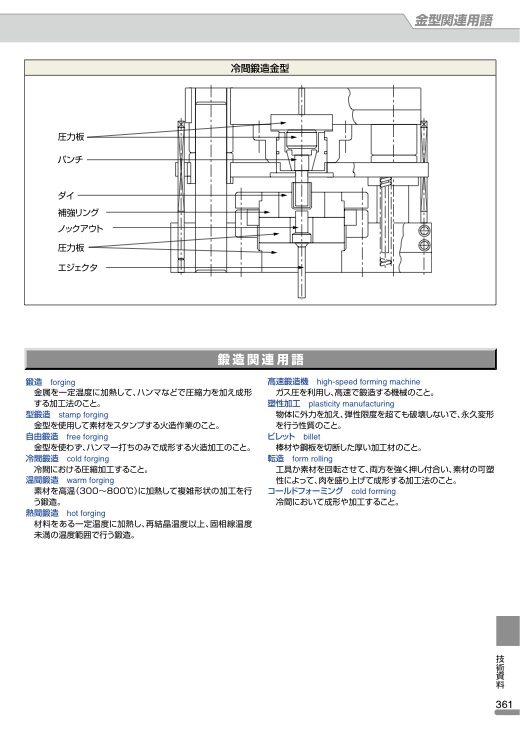 金型関連用語
冷間鍛造金型
圧力板
パンチ
ダイ
補強リング
ノックアウト
圧力板
エジェクタ
鍛造関連用語
鍛造 forging
金属を一定温度に加熱して、ハンマなどで圧縮力を加え成形
する加工法のこと。
型鍛造 stamp forging
金型を使用して素材をスタンプする火造作業のこと。
自由鍛造 free forging
金型を使わず、ハンマー打ちのみで成形する火造加工のこと。
冷間鍛造 cold forging
冷間における圧縮加工すること。
温間鍛造 warm forging
素材を高温（300～800℃）に加熱して複雑形状の加工を行
う鍛造。
熱間鍛造 hot forging
材料をある一定温度に加熱し、再結晶温度以上、固相線温度
未満の温度範囲で行う鍛造。
高速鍛造機 high-speed forming machine
ガス圧を利用し、高速で鍛造する機械のこと。
塑性加工 plasticity manufacturing
物体に外力を加え、弾性限度を超ても破壊しないで、永久変形
を行う性質のこと。
ビレット billet
棒材や鋼板を切断した厚い加工材のこと。
転造 form rolling
工具か素材を回転させて、両方を強く押し付合い、素材の可塑
性によって、肉を盛り上げて成形する加工法のこと。
コールドフォーミング cold forming
冷間において成形や加工すること。
技術資料
361